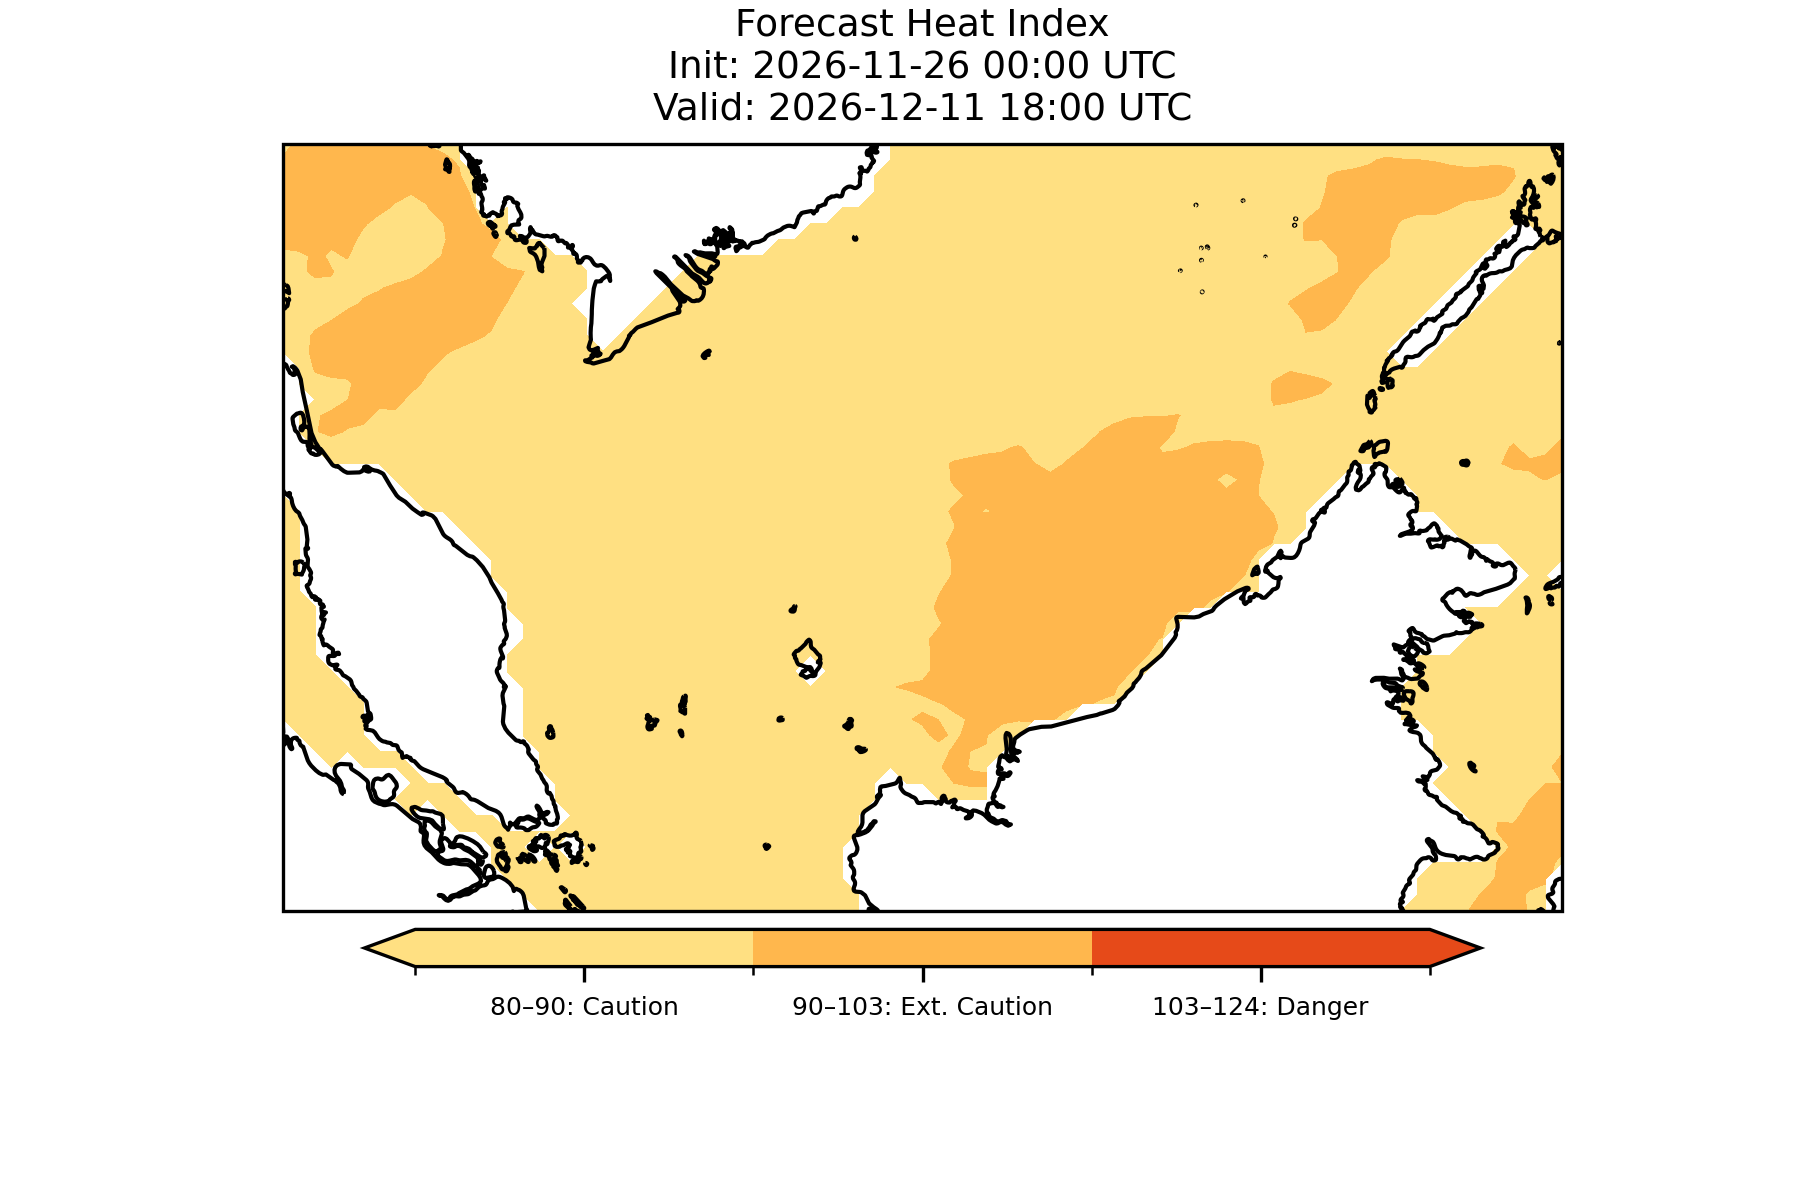 Forecast Heat Index
Init: 2026-11-26 00:00 UTC
Valid: 2026-12-11 18:00 UTC
80–90: Caution
90–103: Ext. Caution
103–124: Danger